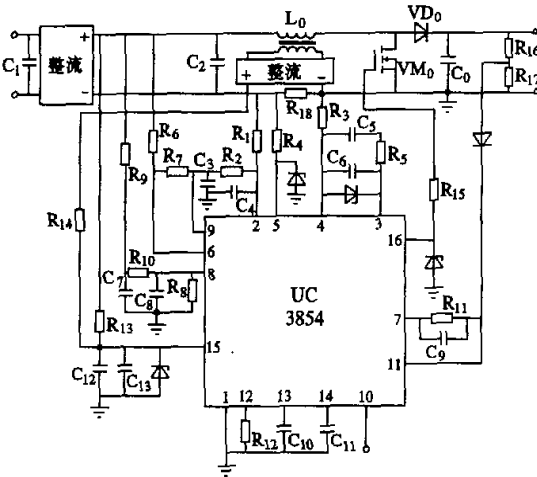 L₀
VD₀
C₁
整流
+
-
C₂
+
整流
-
VM₀
C₀
R₁₆
R₁₇
R₁₈
R₃
R₆
R₁
R₄
C₅
R₉
R₇
C₃
R₂
C₆
R₅
C₄
R₁₅
R₁₄
9
2
5
4
3
6
16
R₁₀
8
C₇
C₈
R₈
UC
3854
R₁₃
7
R₁₁
C₉
15
11
C₁₂
C₁₃
1
12
13
14
10
R₁₂
C₁₀
C₁₁